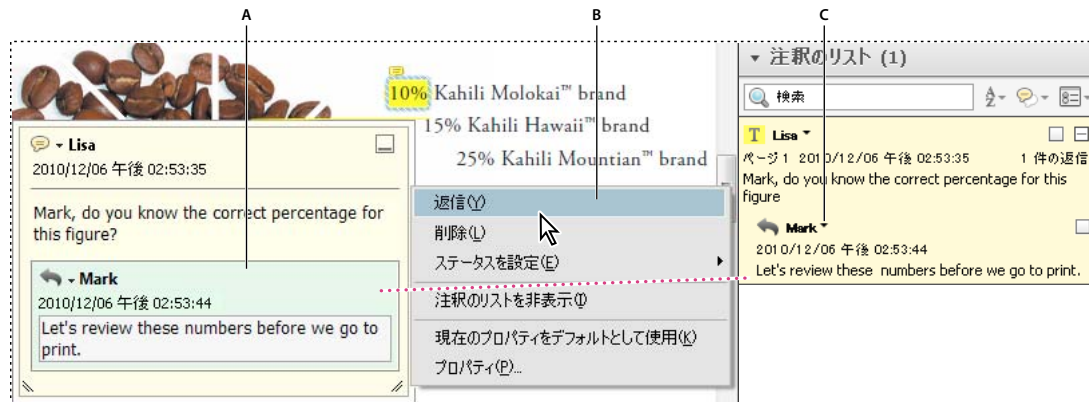 A
B
C
10% Kahili Molokai™ brand
15% Kahili Hawaii™ brand
25% Kahili Mountian™ brand
Lisa
2010/12/06 午後 02:53:35
Mark, do you know the correct percentage for
this figure?
Mark
2010/12/06 午後 02:53:44
Let's review these numbers before we go to
print.
返信(Y)
削除(L)
ステータスを設定(E)
注釈のリストを非表示(I)
現在のプロパティをデフォルトとして使用(K)
プロパティ(P)...
注釈のリスト (1)
検索
T Lisa
ページ 1 2010/12/06 午後 02:53:35 1 件の返信
Mark, do you know the correct percentage for this
figure
Mark
2010/12/06 午後 02:53:44
Let's review these numbers before we go to print.